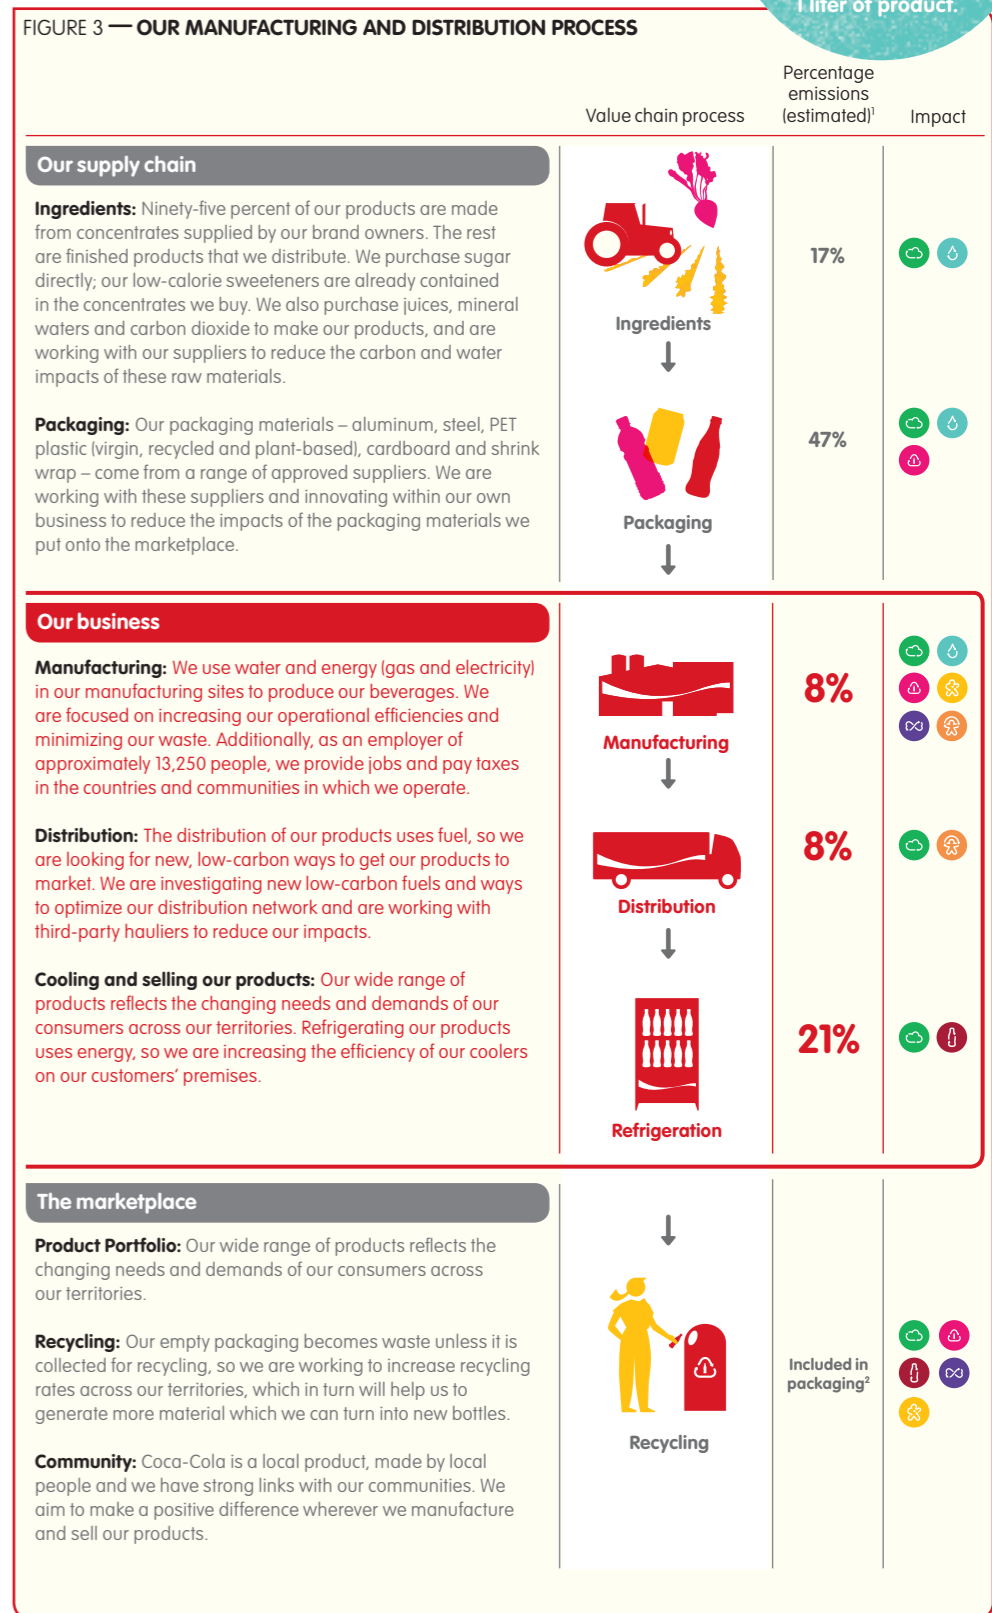 1 liter of product.
FIGURE 3 — OUR MANUFACTURING AND DISTRIBUTION PROCESS
Value chain process
Percentage
emissions
(estimated)¹
Impact
Our supply chain
Ingredients: Ninety-five percent of our products are made
from concentrates supplied by our brand owners. The rest
are finished products that we distribute. We purchase sugar
directly; our low-calorie sweeteners are already contained
in the concentrates we buy. We also purchase juices, mineral
waters and carbon dioxide to make our products, and are
working with our suppliers to reduce the carbon and water
impacts of these raw materials.
Ingredients
17%
Packaging: Our packaging materials – aluminum, steel, PET
plastic (virgin, recycled and plant-based), cardboard and shrink
wrap – come from a range of approved suppliers. We are
working with these suppliers and innovating within our own
business to reduce the impacts of the packaging materials we
put onto the marketplace.
Packaging
47%
Our business
Manufacturing: We use water and energy (gas and electricity)
in our manufacturing sites to produce our beverages. We
are focused on increasing our operational efficiencies and
minimizing our waste. Additionally, as an employer of
approximately 13,250 people, we provide jobs and pay taxes
in the countries and communities in which we operate.
Manufacturing
8%
Distribution: The distribution of our products uses fuel, so we
are looking for new, low-carbon ways to get our products to
market. We are investigating new low-carbon fuels and ways
to optimize our distribution network and are working with
third-party hauliers to reduce our impacts.
Distribution
8%
Cooling and selling our products: Our wide range of
products reflects the changing needs and demands of our
consumers across our territories. Refrigerating our products
uses energy, so we are increasing the efficiency of our coolers
on our customers’ premises.
Refrigeration
21%
The marketplace
Product Portfolio: Our wide range of products reflects the
changing needs and demands of our consumers across
our territories.
Recycling: Our empty packaging becomes waste unless it is
collected for recycling, so we are working to increase recycling
rates across our territories, which in turn will help us to
generate more material which we can turn into new bottles.
Community: Coca-Cola is a local product, made by local
people and we have strong links with our communities. We
aim to make a positive difference wherever we manufacture
and sell our products.
Recycling
Included in
packaging²